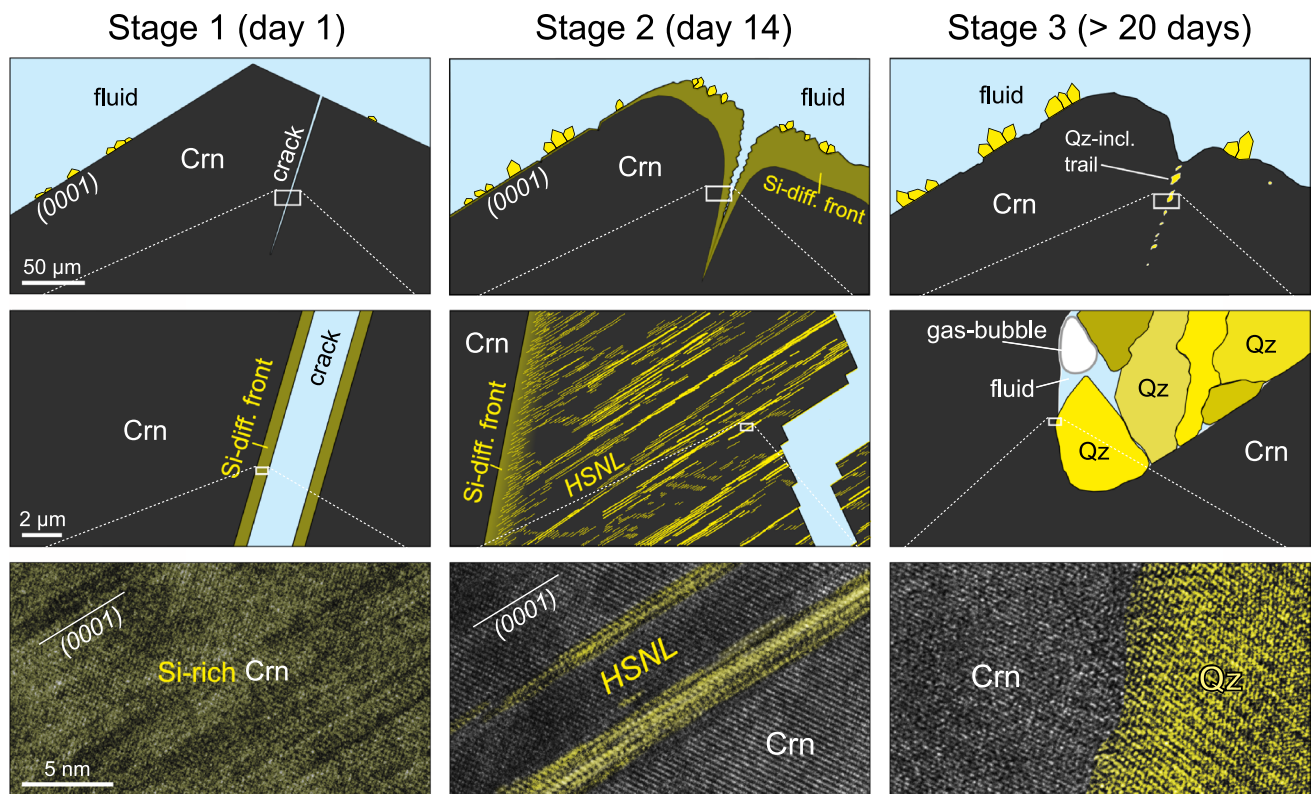 Stage 1 (day 1)
Stage 2 (day 14)
Stage 3 (> 20 days)
fluid
Crn
crack
(0001)
50 µm
fluid
Crn
(0001)
Si-diff. front
fluid
Qz-incl.
trail
Crn
Crn
Si-diff. front
crack
2 µm
Crn
Si-diff. front
HSNL
gas-bubble
fluid
Qz
Qz
Qz
Crn
(0001)
Si-rich Crn
5 nm
(0001)
HSNL
Crn
Crn
Qz